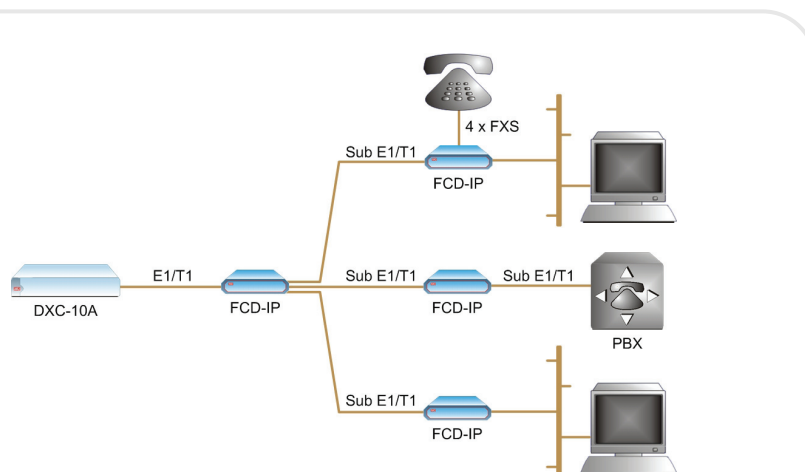 4 x FXS
Sub E1/T1
FCD-IP
E1/T1
Sub E1/T1
Sub E1/T1
DXC-10A
FCD-IP
FCD-IP
PBX
Sub E1/T1
FCD-IP